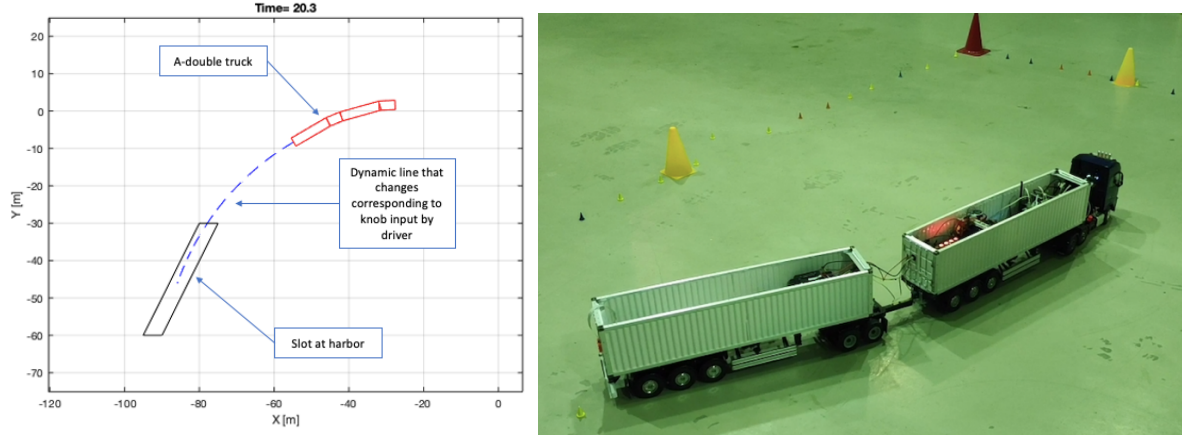 Time= 20.3
20
10
0
-10
-20
-30
-40
-50
-60
-70
Y [m]
-120
-100
-80
-60
-40
-20
0
X [m]
A-double truck
Dynamic line that
changes
corresponding to
knob input by
driver
Slot at harbor